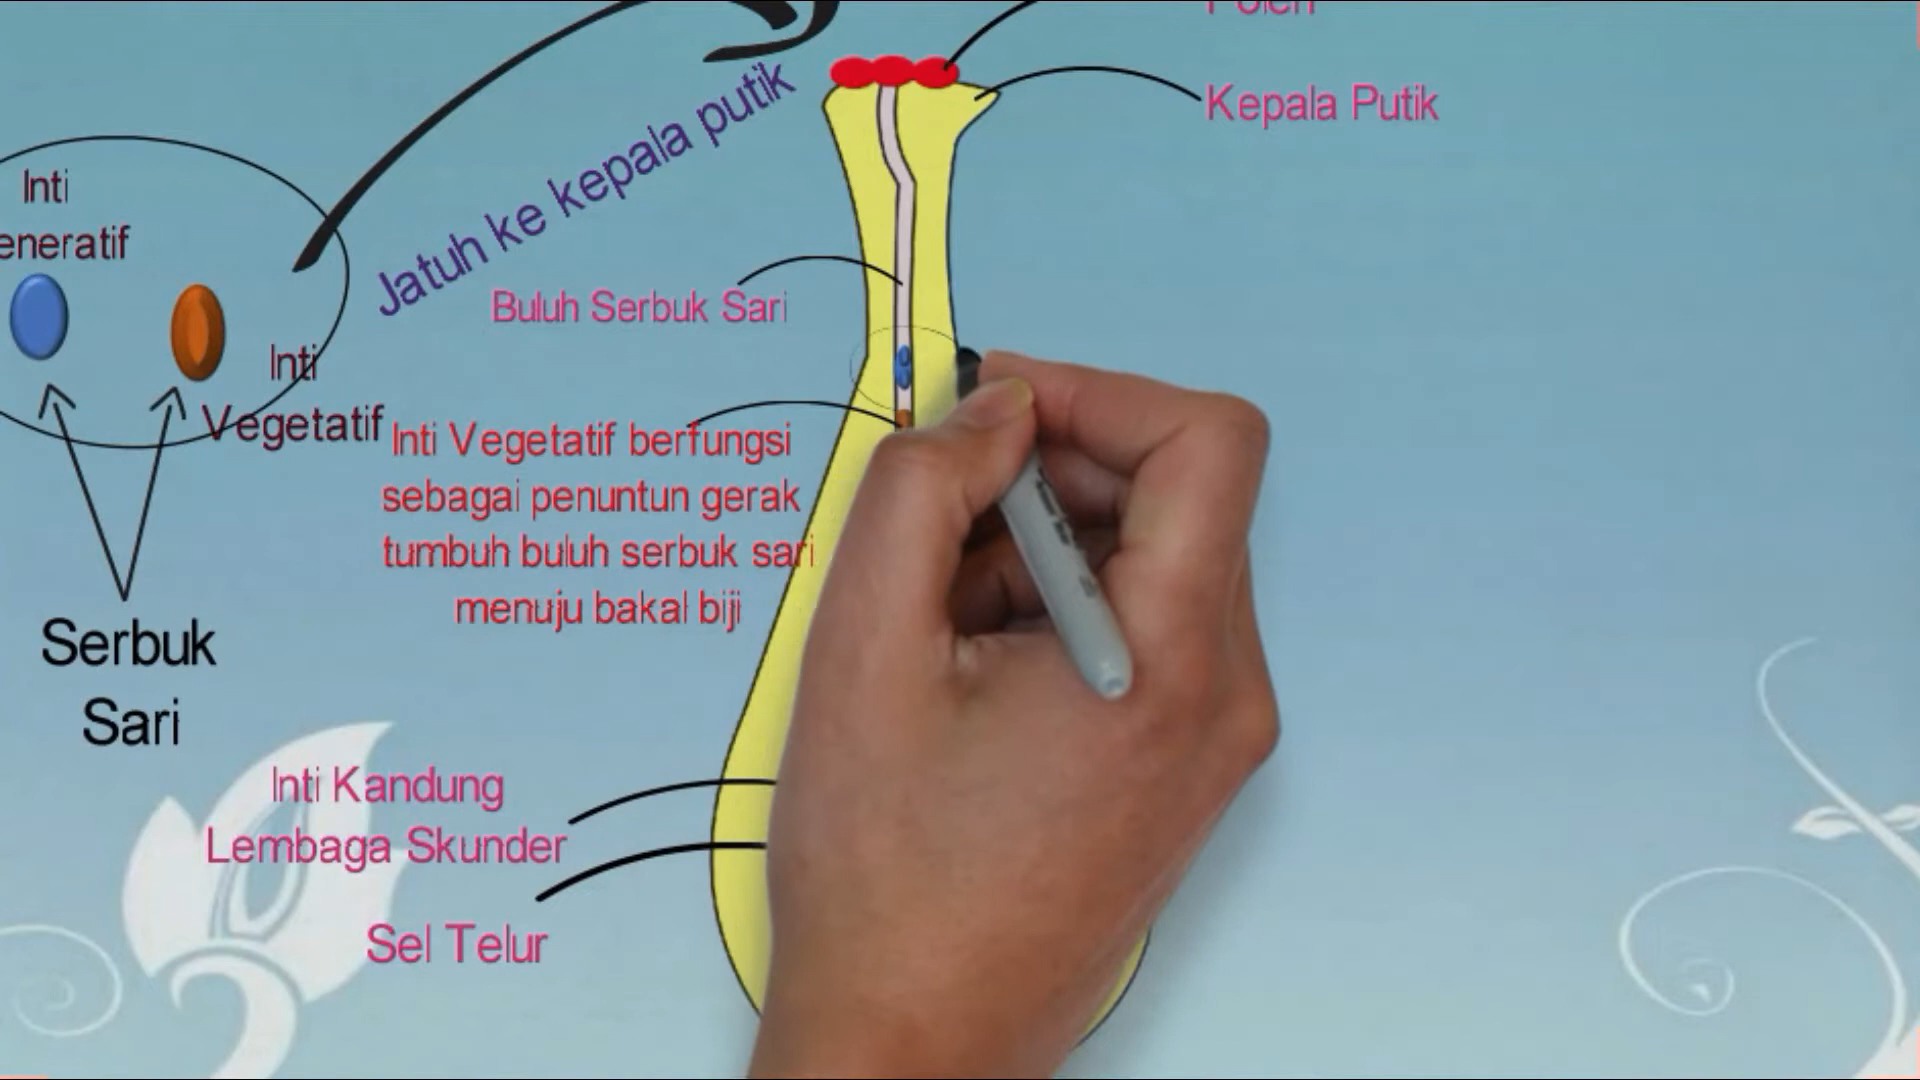 Polen
Kepala Putik
Jatuh ke kepala putik
Inti
eneratif
Inti
Vegetatif
Buluh Serbuk Sari
Inti Vegetatif berfungsi
sebagai penuntun gerak
tumbuh buluh serbuk sari
menuju bakal biji
Serbuk
Sari
Inti Kandung
Lembaga Skunder
Sel Telur